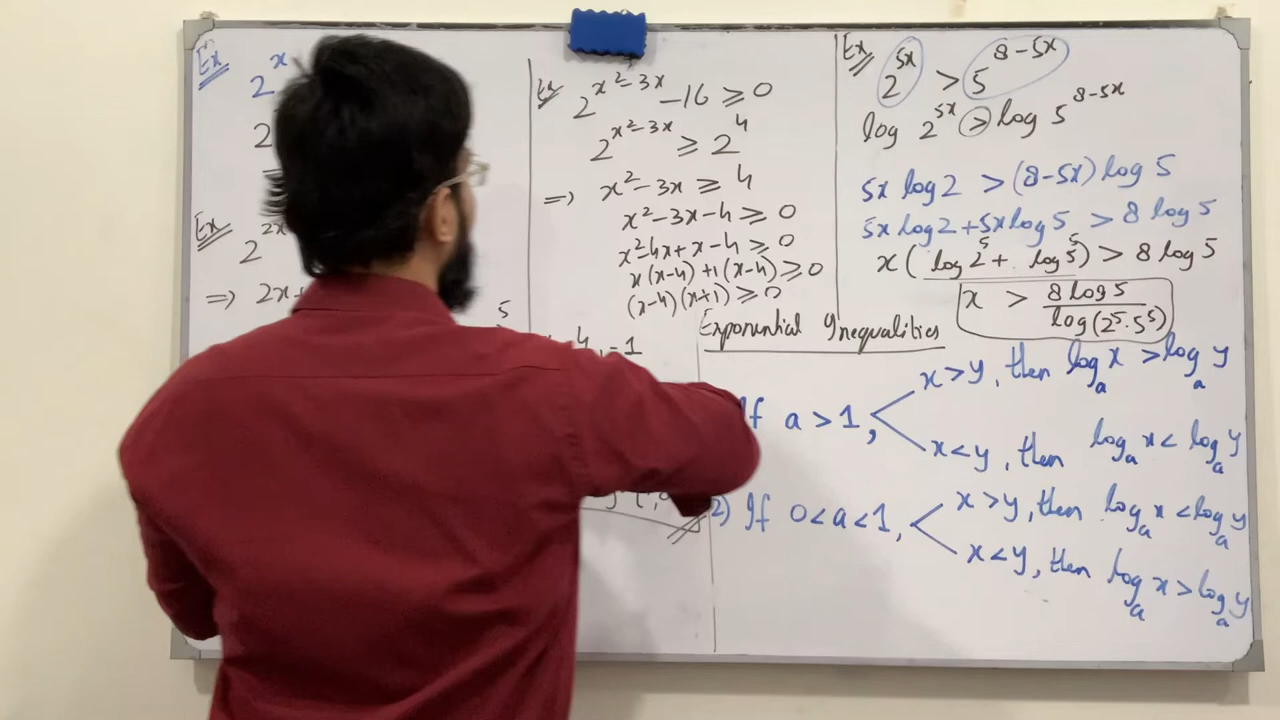 Ex 2^x
2
Ex 2^2x
=> 2x+
5
Ex 2^(x²-3x) - 16 ≥ 0
2^(x²-3x) ≥ 2^4
=> x²-3x ≥ 4
x²-3x-4 ≥ 0
x²-4x+x-4 ≥ 0
x(x-4)+1(x-4) ≥ 0
(x-4)(x+1) ≥ 0
4, -1
Ex 2^5x > 5^(8-5x)
log 2^5x > log 5^(8-5x)
5x log 2 > (8-5x) log 5
5x log 2 + 5x log 5 > 8 log 5
x( log 2^5 + log 5^5) > 8 log 5
x > 8 log 5 / log(2^5·5^5)
Exponential Inequalities
If a > 1, x>y, then log_a x > log_a y
x<y, then log_a x < log_a y
2) If 0<a<1, x>y, then log_a x < log_a y
x<y, then log_a x > log_a y